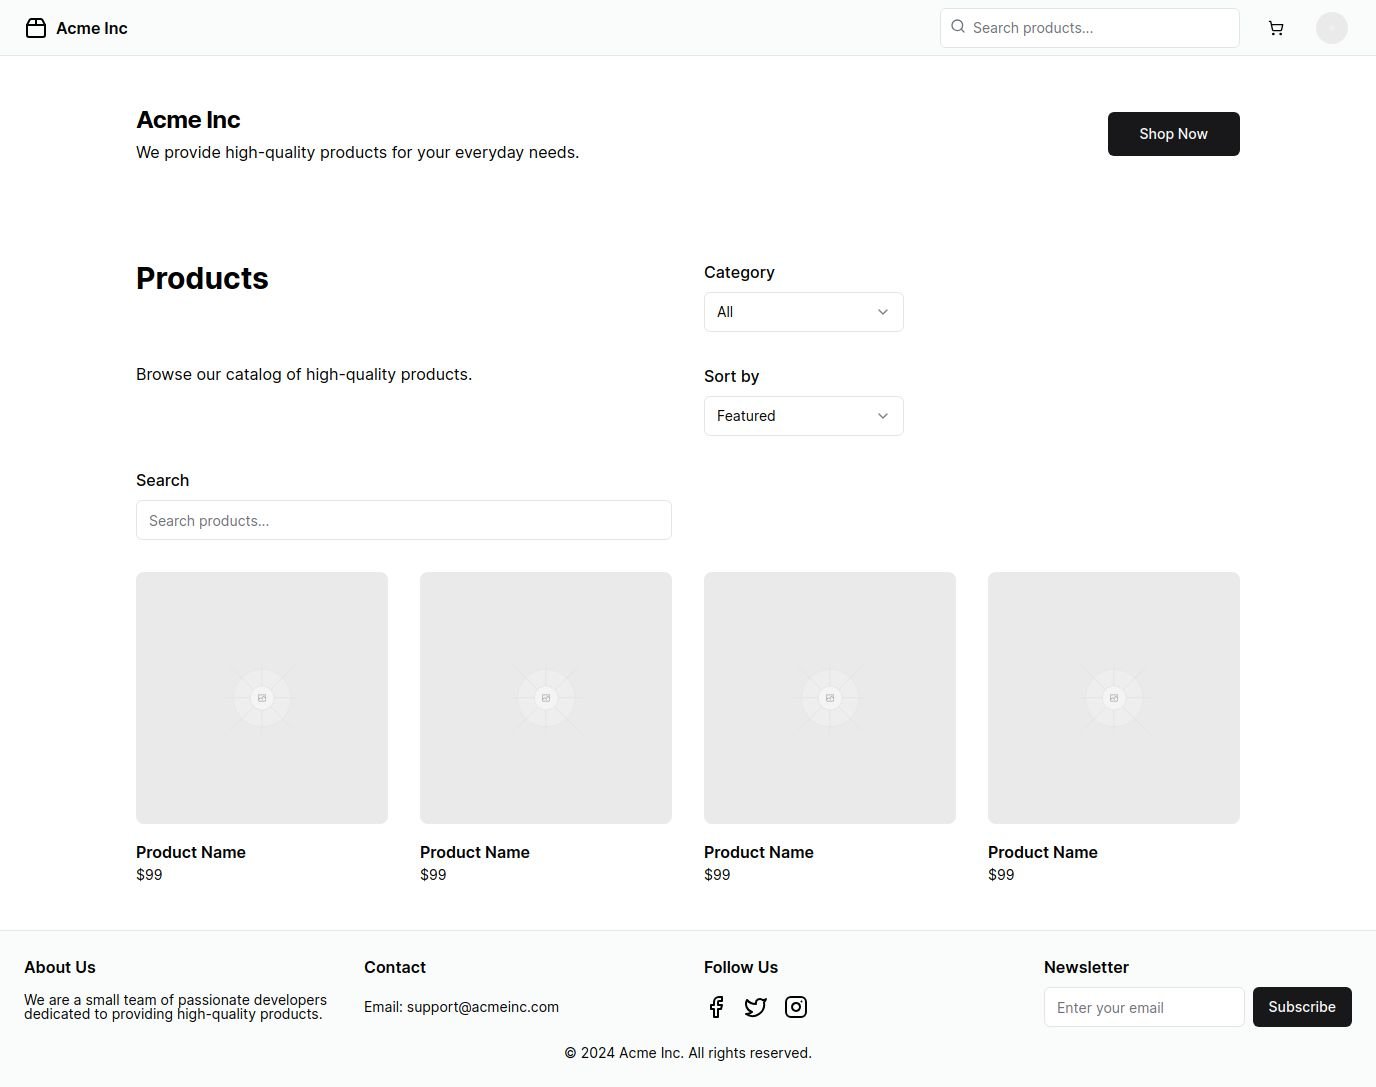 Acme Inc
Search products...
Acme Inc
We provide high-quality products for your everyday needs.
Shop Now
Products
Category
All
Browse our catalog of high-quality products.
Sort by
Featured
Search
Search products...
Product Name
$99
Product Name
$99
Product Name
$99
Product Name
$99
About Us
We are a small team of passionate developers
dedicated to providing high-quality products.
Contact
Email: support@acmeinc.com
Follow Us
Newsletter
Enter your email
Subscribe
© 2024 Acme Inc. All rights reserved.